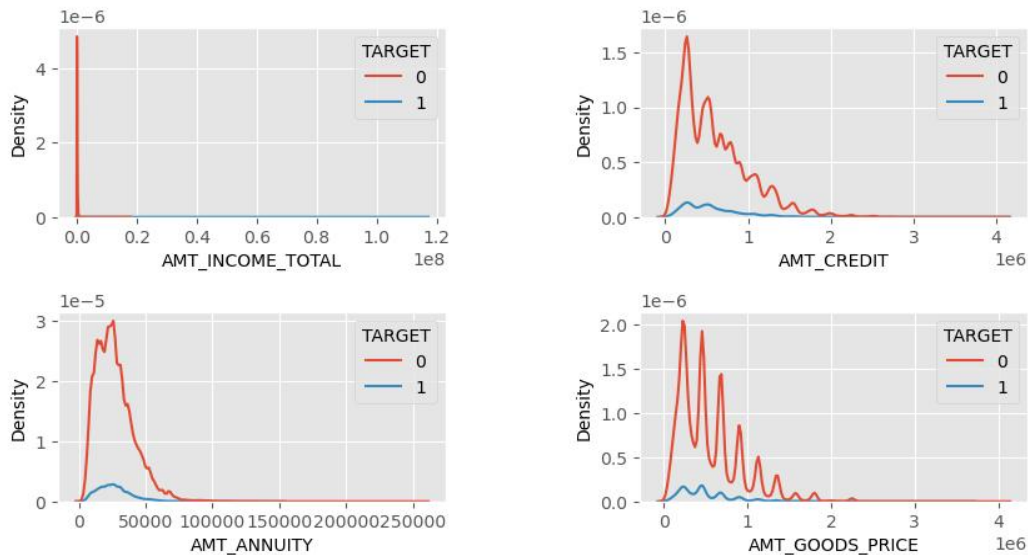 1e−6
TARGET
0
1
4
2
0
Density
0.0 0.2 0.4 0.6 0.8 1.0 1.2
1e8
AMT_INCOME_TOTAL
1e−6
TARGET
0
1
1.5
1.0
0.5
0.0
Density
0 1 2 3 4
1e6
AMT_CREDIT
1e−5
TARGET
0
1
3
2
1
0
Density
0 50000 100000 150000 200000 250000
AMT_ANNUITY
1e−6
TARGET
0
1
2.0
1.5
1.0
0.5
0.0
Density
0 1 2 3 4
1e6
AMT_GOODS_PRICE